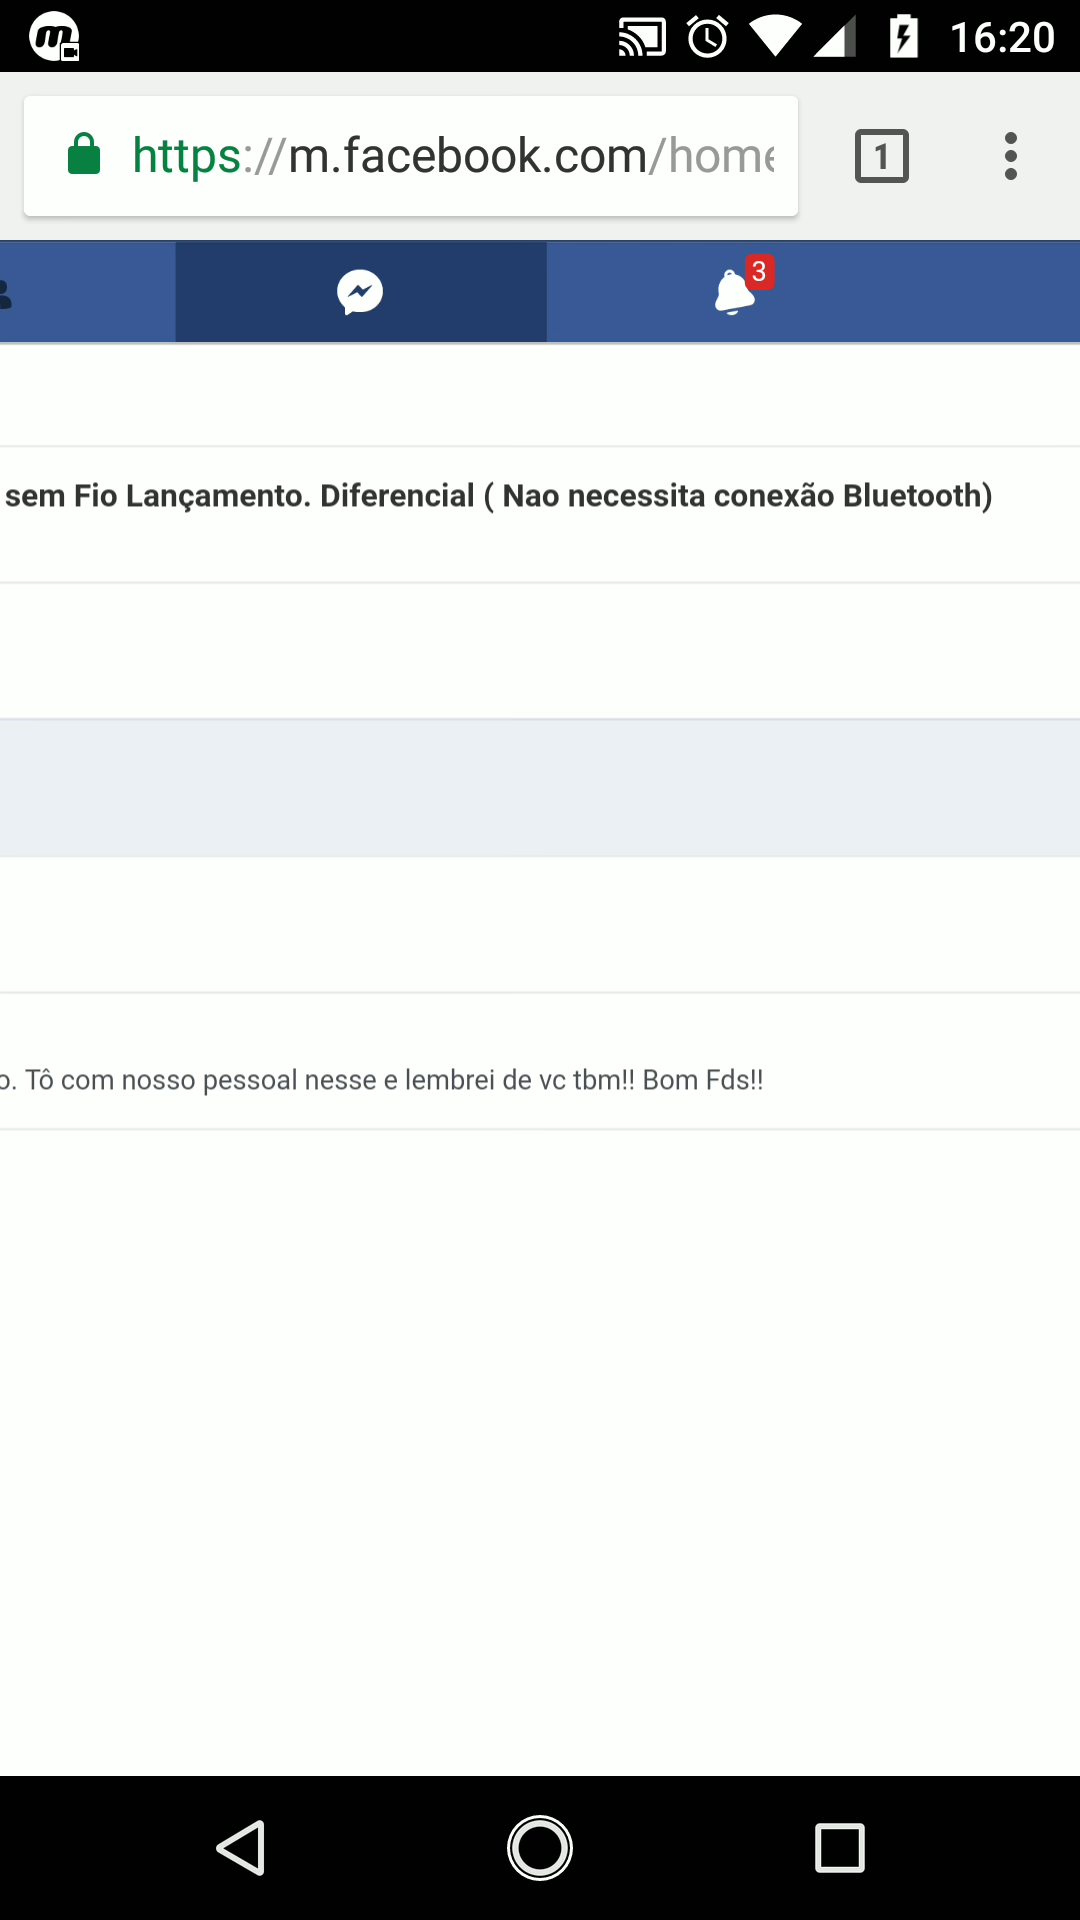 16:20
https://m.facebook.com/home
1
3
sem Fio Lançamento. Diferencial ( Nao necessita conexão Bluetooth)
o. Tô com nosso pessoal nesse e lembrei de vc tbm!! Bom Fds!!